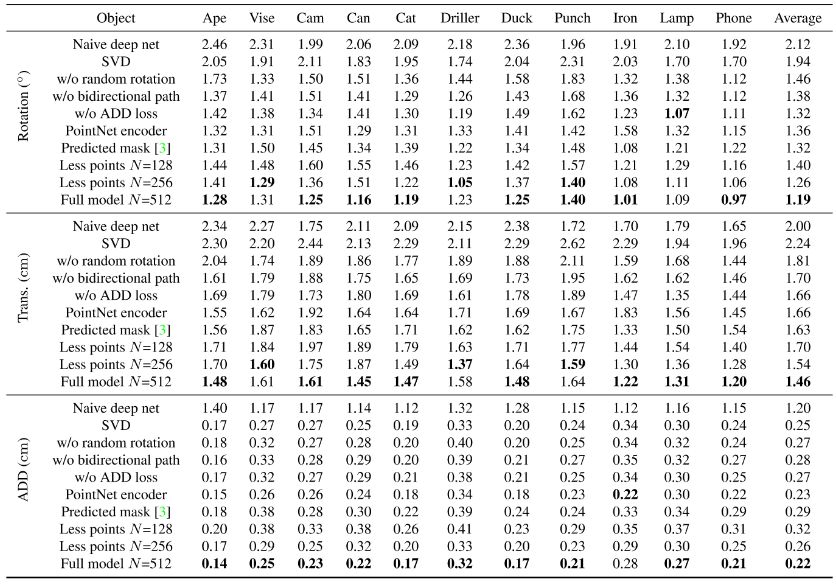 Object Ape Vise Cam Can Cat Driller Duck Punch Iron Lamp Phone Average
Rotation (°)
Naive deep net 2.46 2.31 1.99 2.06 2.09 2.18 2.36 1.96 1.91 2.10 1.92 2.12
SVD 2.05 1.91 2.11 1.83 1.95 1.74 2.04 2.31 2.03 1.70 1.70 1.94
w/o random rotation 1.73 1.33 1.50 1.51 1.36 1.44 1.58 1.83 1.32 1.38 1.12 1.46
w/o bidirectional path 1.37 1.41 1.51 1.41 1.29 1.26 1.43 1.68 1.36 1.32 1.12 1.38
w/o ADD loss 1.42 1.38 1.34 1.41 1.30 1.19 1.49 1.62 1.23 1.07 1.11 1.32
PointNet encoder 1.32 1.31 1.51 1.29 1.31 1.33 1.41 1.42 1.58 1.32 1.15 1.36
Predicted mask [3] 1.31 1.50 1.45 1.34 1.39 1.22 1.34 1.48 1.08 1.21 1.22 1.32
Less points N=128 1.44 1.48 1.60 1.55 1.46 1.23 1.42 1.57 1.21 1.29 1.16 1.40
Less points N=256 1.41 1.29 1.36 1.51 1.22 1.05 1.37 1.40 1.08 1.11 1.06 1.26
Full model N=512 1.28 1.31 1.25 1.16 1.19 1.23 1.25 1.40 1.01 1.09 0.97 1.19
Trans. (cm)
Naive deep net 2.34 2.27 1.75 2.11 2.09 2.15 2.38 1.72 1.70 1.79 1.65 2.00
SVD 2.30 2.20 2.44 2.13 2.29 2.11 2.29 2.62 2.29 1.94 1.96 2.24
w/o random rotation 2.04 1.74 1.89 1.86 1.77 1.89 1.88 2.11 1.59 1.68 1.44 1.81
w/o bidirectional path 1.61 1.79 1.88 1.75 1.65 1.69 1.73 1.95 1.62 1.62 1.46 1.70
w/o ADD loss 1.69 1.79 1.73 1.80 1.69 1.61 1.78 1.89 1.47 1.35 1.44 1.66
PointNet encoder 1.55 1.62 1.92 1.64 1.64 1.71 1.69 1.67 1.83 1.56 1.45 1.66
Predicted mask [3] 1.56 1.87 1.83 1.65 1.71 1.62 1.62 1.75 1.33 1.50 1.54 1.63
Less points N=128 1.71 1.84 1.97 1.89 1.79 1.63 1.71 1.77 1.44 1.54 1.40 1.70
Less points N=256 1.70 1.60 1.75 1.87 1.49 1.37 1.64 1.59 1.30 1.36 1.28 1.54
Full model N=512 1.48 1.61 1.61 1.45 1.47 1.58 1.48 1.64 1.22 1.31 1.20 1.46
ADD (cm)
Naive deep net 1.40 1.17 1.17 1.14 1.12 1.32 1.28 1.15 1.12 1.16 1.15 1.20
SVD 0.17 0.27 0.27 0.25 0.19 0.33 0.20 0.24 0.34 0.30 0.24 0.25
w/o random rotation 0.18 0.32 0.27 0.28 0.20 0.40 0.20 0.25 0.34 0.32 0.24 0.27
w/o bidirectional path 0.16 0.33 0.28 0.29 0.20 0.39 0.21 0.27 0.35 0.32 0.27 0.28
w/o ADD loss 0.17 0.32 0.27 0.29 0.21 0.38 0.21 0.25 0.34 0.30 0.25 0.27
PointNet encoder 0.15 0.26 0.26 0.24 0.18 0.34 0.18 0.23 0.22 0.30 0.22 0.23
Predicted mask [3] 0.18 0.38 0.28 0.30 0.22 0.39 0.24 0.24 0.33 0.34 0.29 0.29
Less points N=128 0.20 0.38 0.33 0.38 0.26 0.41 0.23 0.29 0.35 0.37 0.31 0.32
Less points N=256 0.17 0.29 0.25 0.32 0.20 0.33 0.20 0.23 0.29 0.30 0.25 0.26
Full model N=512 0.14 0.25 0.23 0.22 0.17 0.32 0.17 0.21 0.28 0.27 0.21 0.22